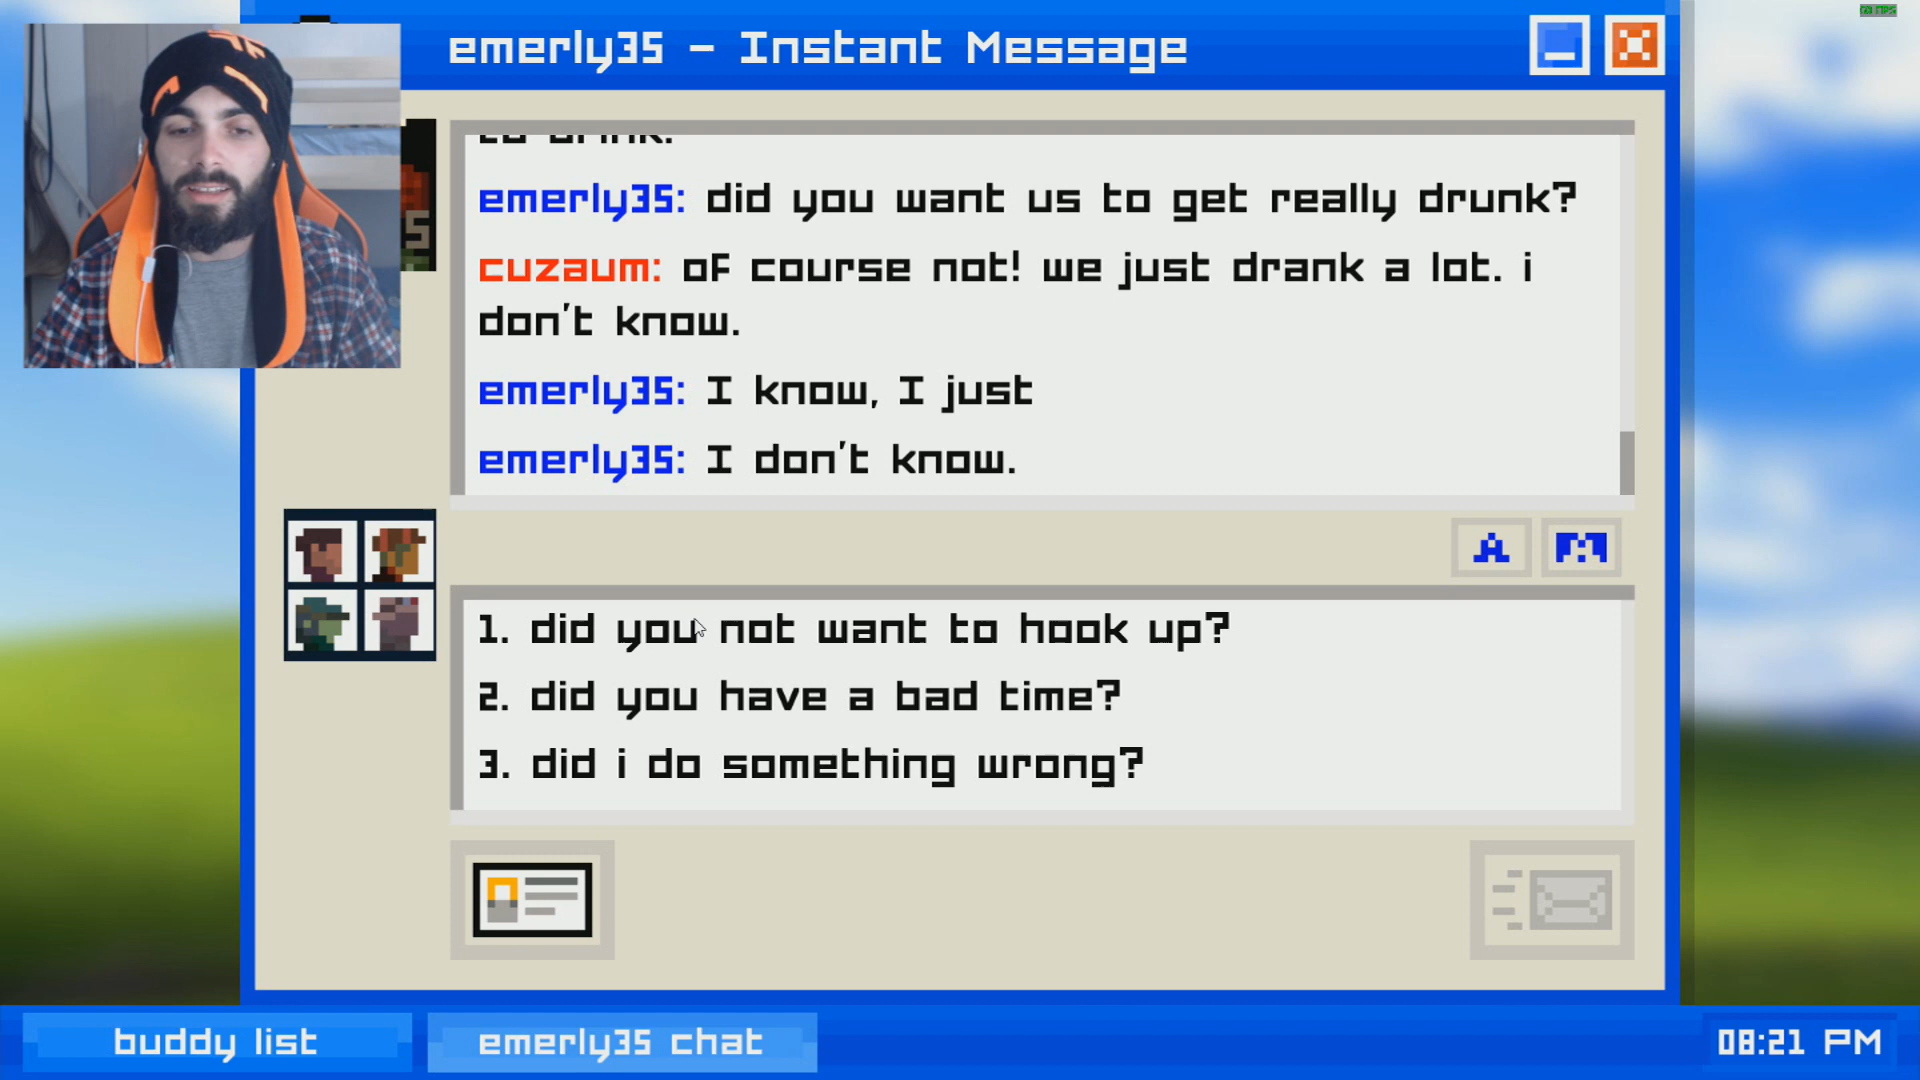 emerly35 - Instant Message
to drink.
emerly35: did you want us to get really drunk?
cuzaum: of course not! we just drank a lot. i
don't know.
emerly35: I know, I just
emerly35: I don't know.
A M
1. did you not want to hook up?
2. did you have a bad time?
3. did i do something wrong?
buddy list
emerly35 chat
08:21 PM